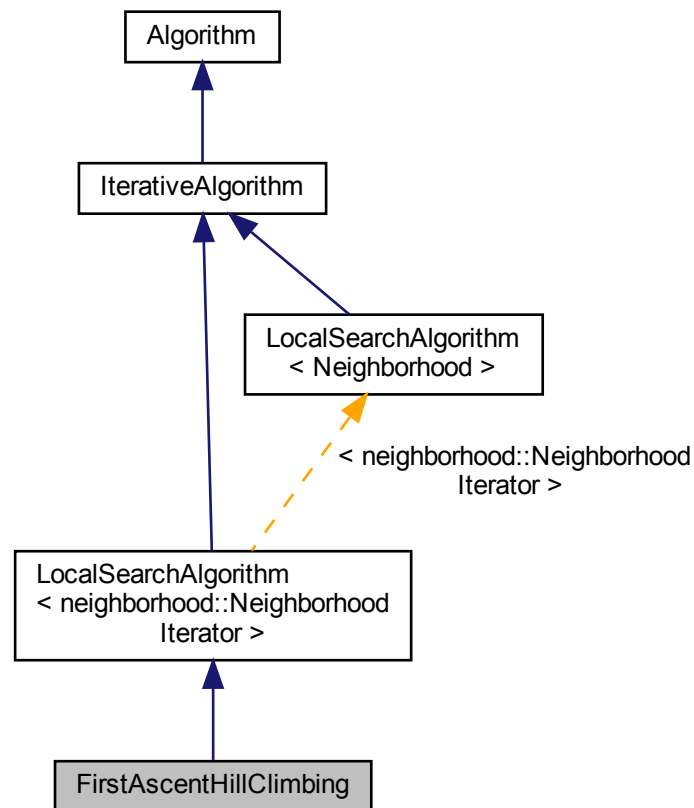 Algorithm
IterativeAlgorithm
LocalSearchAlgorithm
< Neighborhood >
< neighborhood::Neighborhood
Iterator >
LocalSearchAlgorithm
< neighborhood::Neighborhood
Iterator >
FirstAscentHillClimbing